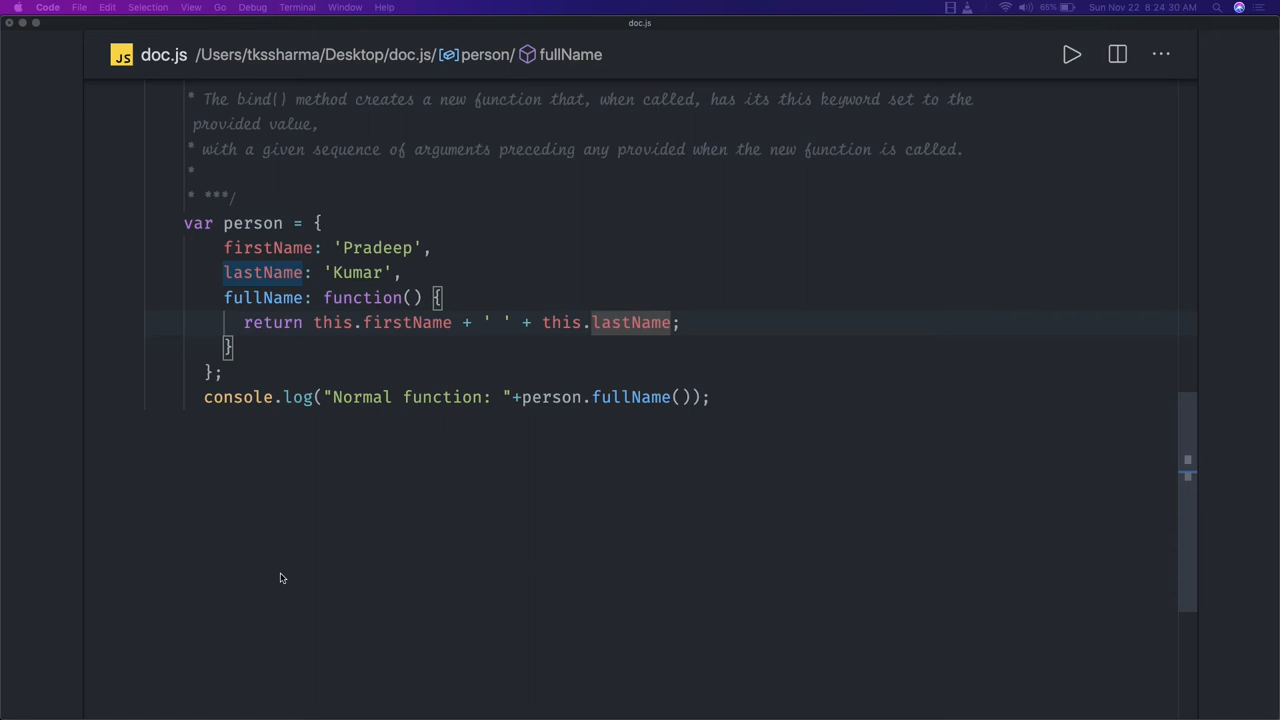 Code File Edit Selection View Go Debug Terminal Window Help 65% Sun Nov 22 8:24:30 AM
doc.js
JS doc.js /Users/tkssharma/Desktop/doc.js/ person/ fullName
* The bind() method creates a new function that, when called, has its this keyword set to the
provided value,
* with a given sequence of arguments preceding any provided when the new function is called.
*
* ***/
var person = {
firstName: 'Pradeep',
lastName: 'Kumar',
fullName: function() {
return this.firstName + ' ' + this.lastName;
}
};
console.log("Normal function: "+person.fullName());